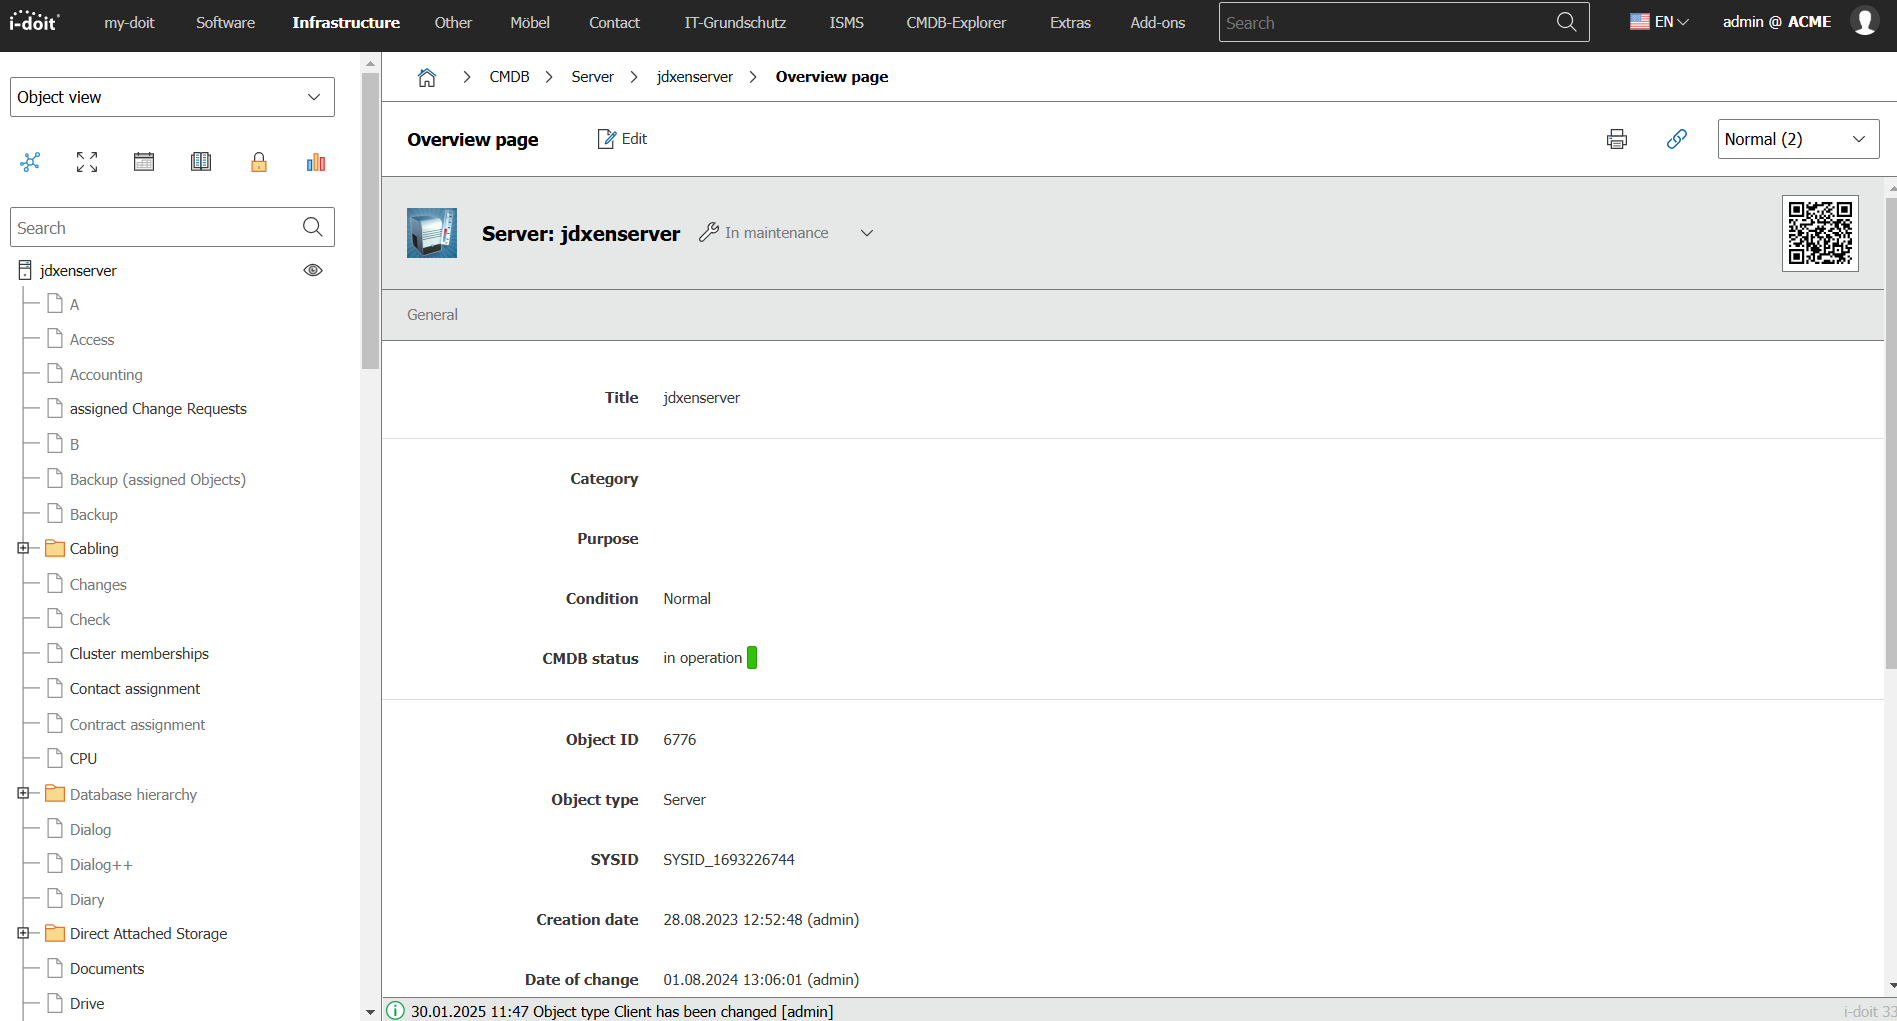 i-doit my-doit Software Infrastructure Other Möbel Contact IT-Grundschutz ISMS CMDB-Explorer Extras Add-ons Search EN admin @ ACME
Object view
Search
jdxenserver
A
Access
Accounting
assigned Change Requests
B
Backup (assigned Objects)
Backup
Cabling
Changes
Check
Cluster memberships
Contact assignment
Contract assignment
CPU
Database hierarchy
Dialog
Dialog++
Diary
Direct Attached Storage
Documents
Drive
CMDB > Server > jdxenserver > Overview page
Overview page Edit Normal (2)
Server: jdxenserver In maintenance
General
Title jdxenserver
Category
Purpose
Condition Normal
CMDB status in operation
Object ID 6776
Object type Server
SYSID SYSID_1693226744
Creation date 28.08.2023 12:52:48 (admin)
Date of change 01.08.2024 13:06:01 (admin)
30.01.2025 11:47 Object type Client has been changed [admin] i-doit 33